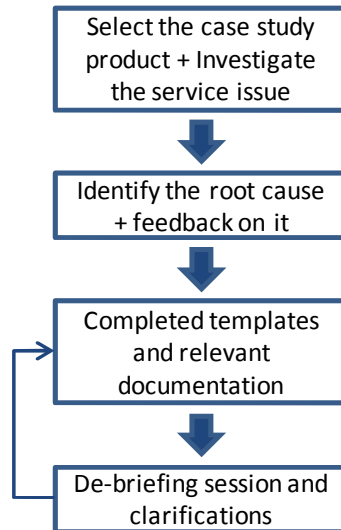 Select the case study
product + Investigate
the service issue
Identify the root cause
+ feedback on it
Completed templates
and relevant
documentation
De-briefing session and
clarifications